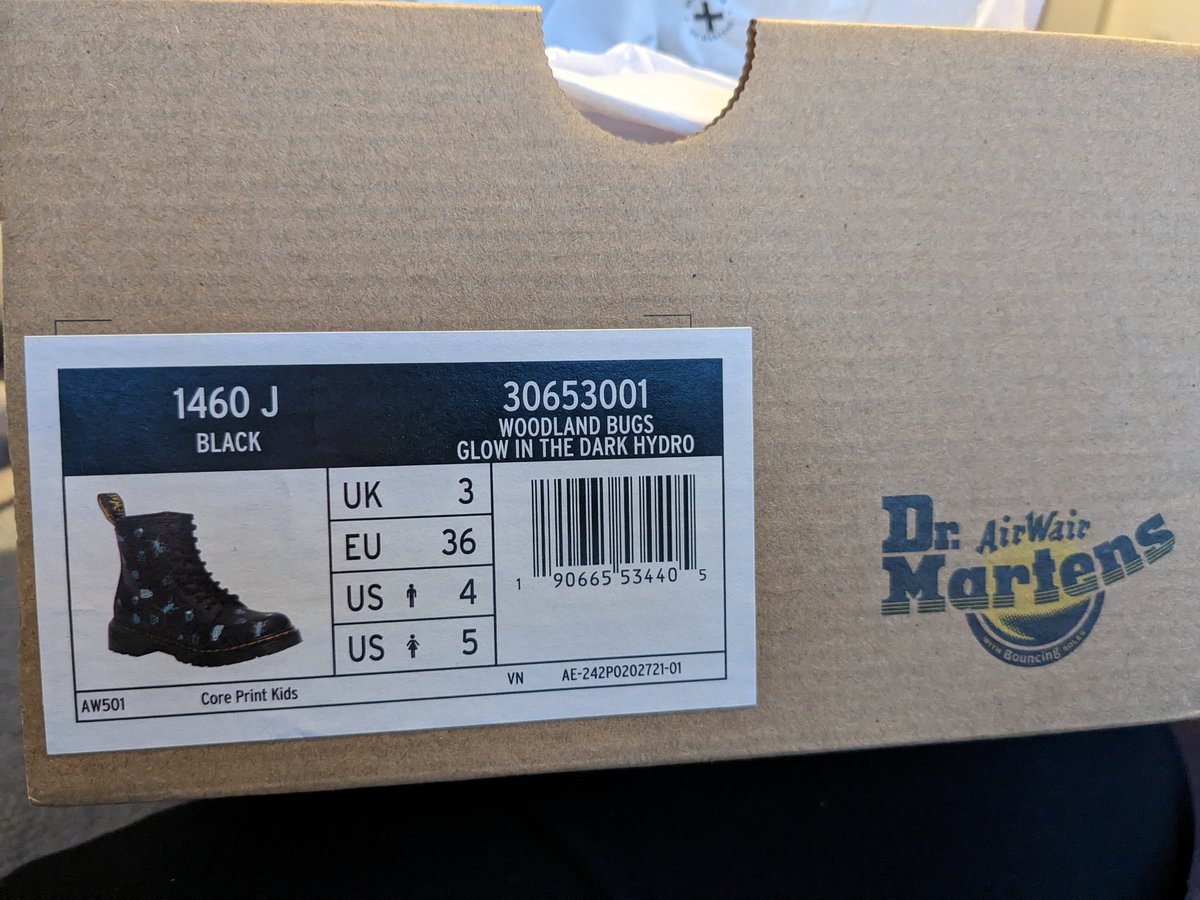 1460 J
BLACK
30653001
WOODLAND BUGS
GLOW IN THE DARK HYDRO
UK 3
EU 36
US 4
US 5
1 90665 53440 5
VN AE-242P0202721-01
AW501 Core Print Kids
Dr. AirWair
Martens
WITH Bouncing SOLES